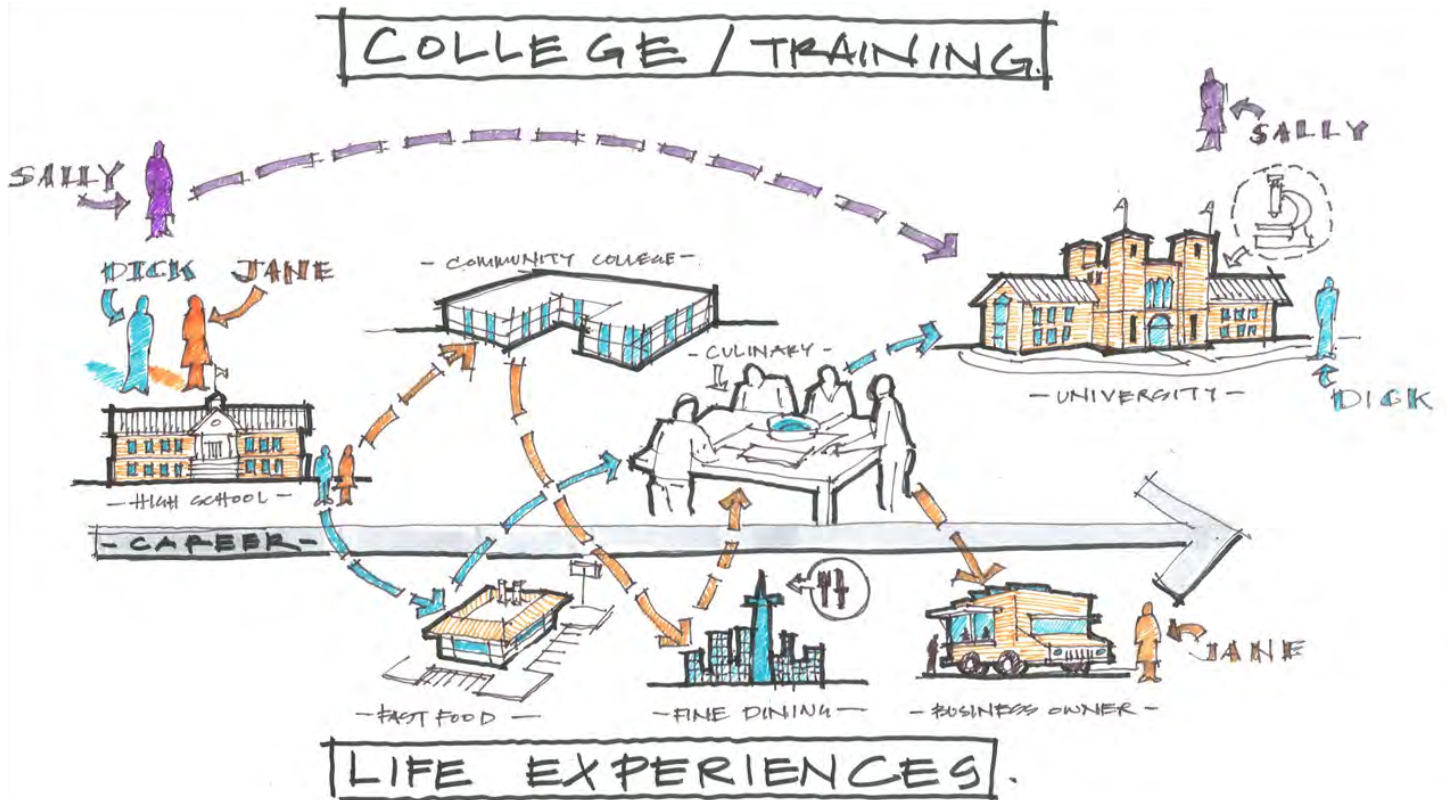 COLLEGE / TRAINING.
SALLY
SALLY
DICK
JANE
- COMMUNITY COLLEGE -
- CULINARY -
- UNIVERSITY -
DICK
- HIGH SCHOOL -
- CAREER -
JANE
- FAST FOOD -
- FINE DINING -
- BUSINESS OWNER -
LIFE EXPERIENCES.